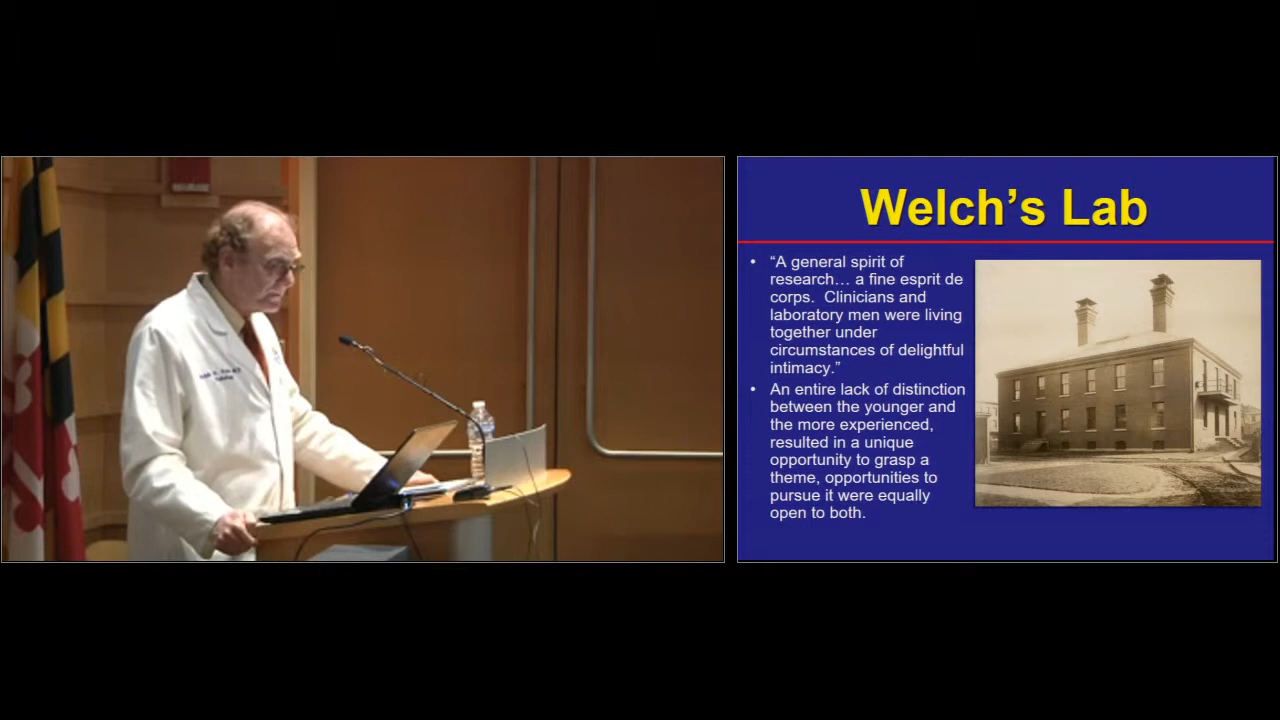 Welch’s Lab
• “A general spirit of
research… a fine esprit de
corps.  Clinicians and
laboratory men were living
together under
circumstances of delightful
intimacy.”
• An entire lack of distinction
between the younger and
the more experienced,
resulted in a unique
opportunity to grasp a
theme, opportunities to
pursue it were equally
open to both.